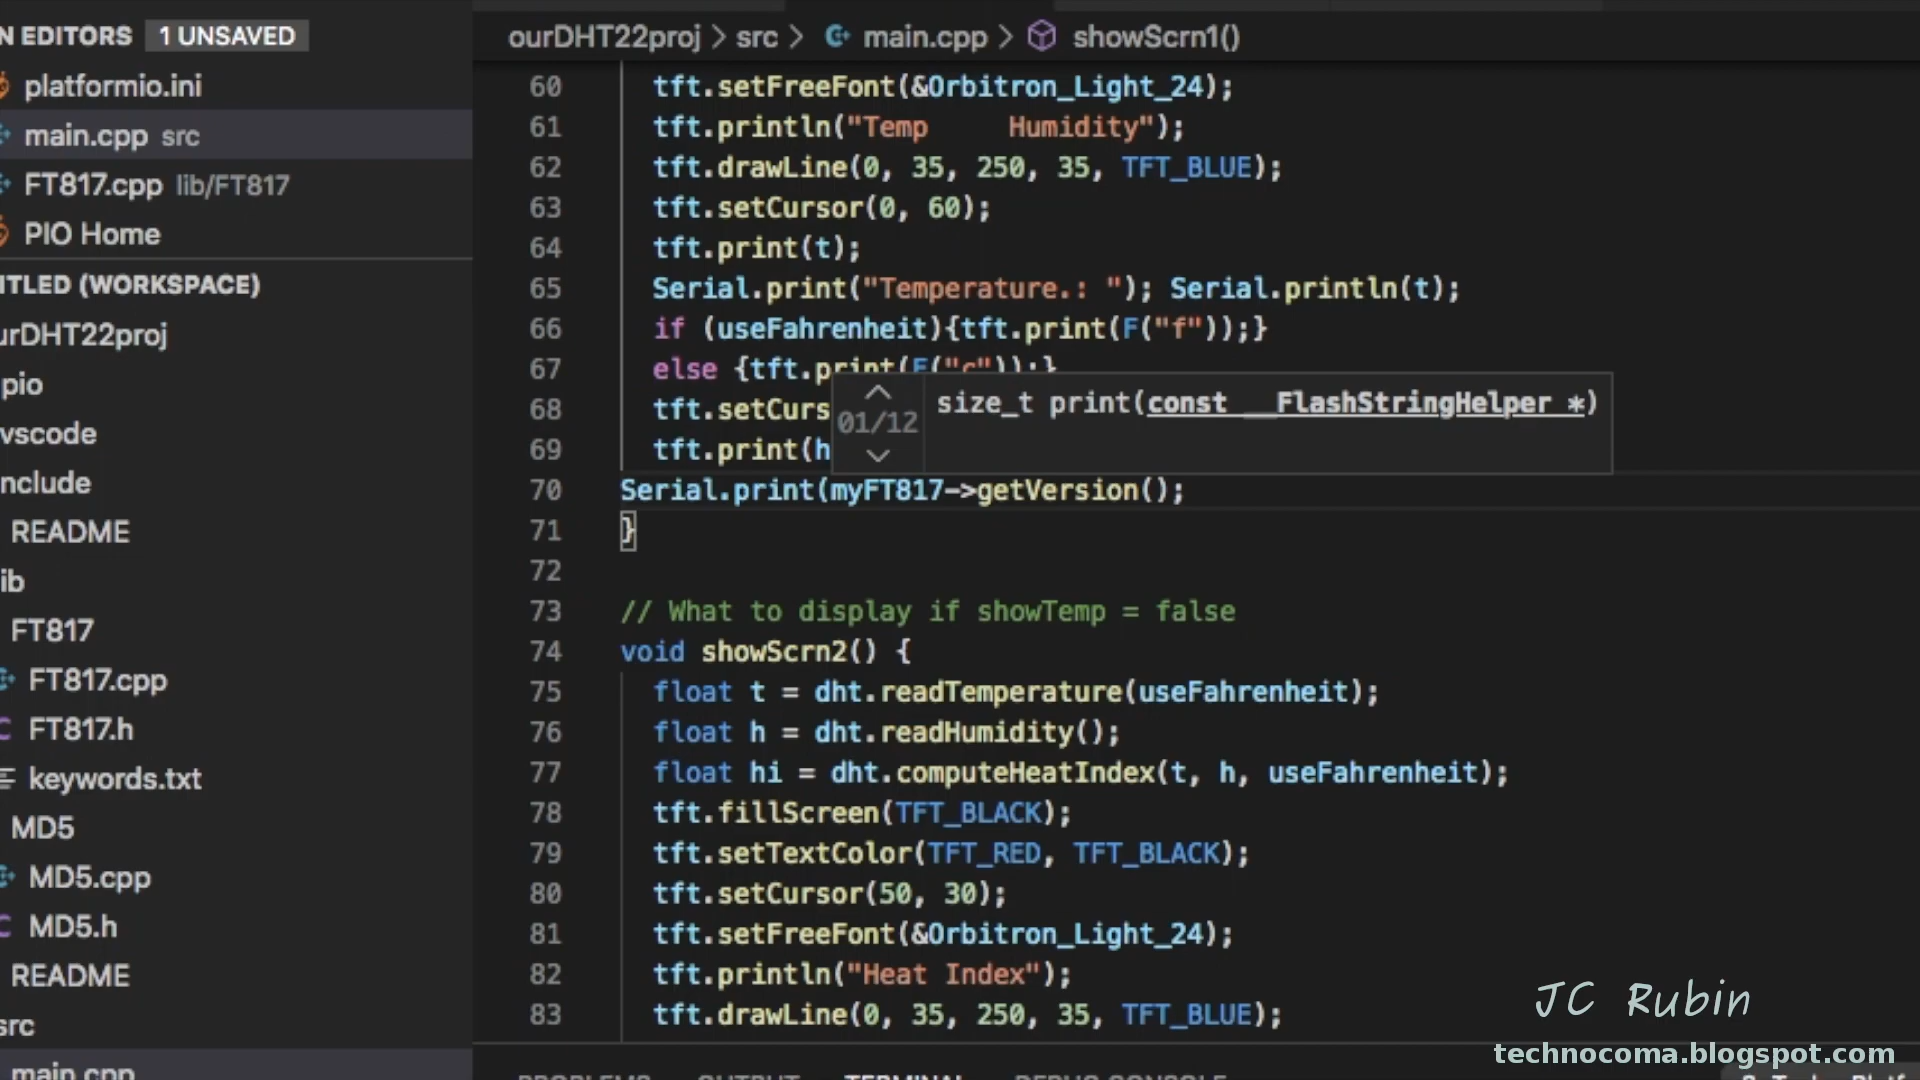 N EDITORS
1 UNSAVED
platformio.ini
main.cpp src
FT817.cpp lib/FT817
PIO Home
ITLED (WORKSPACE)
urDHT22proj
pio
vscode
nclude
README
ib
FT817
FT817.cpp
FT817.h
keywords.txt
MD5
MD5.cpp
MD5.h
README
src
main.cpp
ourDHT22proj > src > main.cpp > showScrn1()
60 tft.setFreeFont(&Orbitron_Light_24);
61 tft.println("Temp     Humidity");
62 tft.drawLine(0, 35, 250, 35, TFT_BLUE);
63 tft.setCursor(0, 60);
64 tft.print(t);
65 Serial.print("Temperature.: "); Serial.println(t);
66 if (useFahrenheit){tft.print(F("f"));}
67 else {tft.print(F("c"));}
68 tft.setCurs
69 tft.print(h
01/12 size_t print(const __FlashStringHelper *)
70 Serial.print(myFT817->getVersion();
71 }
72
73 // What to display if showTemp = false
74 void showScrn2() {
75 float t = dht.readTemperature(useFahrenheit);
76 float h = dht.readHumidity();
77 float hi = dht.computeHeatIndex(t, h, useFahrenheit);
78 tft.fillScreen(TFT_BLACK);
79 tft.setTextColor(TFT_RED, TFT_BLACK);
80 tft.setCursor(50, 30);
81 tft.setFreeFont(&Orbitron_Light_24);
82 tft.println("Heat Index");
83 tft.drawLine(0, 35, 250, 35, TFT_BLUE);
PROBLEMS OUTPUT TERMINAL DEBUG CONSOLE
JC Rubin
technocoma.blogspot.com